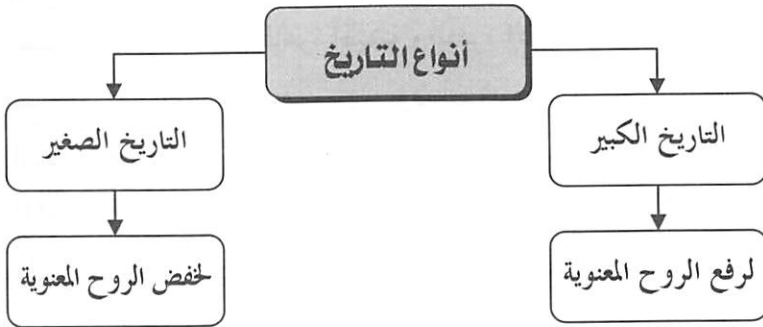 أنواع التاريخ
التاريخ الكبير
التاريخ الصغير
لرفع الروح المعنوية
لخفض الروح المعنوية